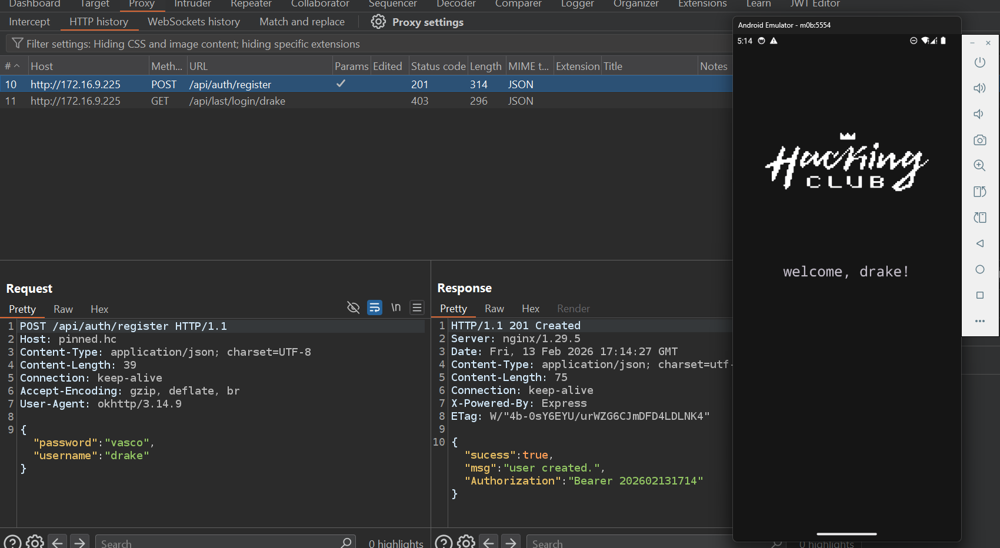 Dashboard Target Proxy Intruder Repeater Collaborator Sequencer Decoder Comparer Logger Organizer Extensions Learn JWT Editor
Intercept HTTP history WebSockets history Match and replace Proxy settings
Filter settings: Hiding CSS and image content; hiding specific extensions
# Host Meth... URL Params Edited Status code Length MIME t... Extension Title Notes
10 http://172.16.9.225 POST /api/auth/register 201 314 JSON
11 http://172.16.9.225 GET /api/last/login/drake 403 296 JSON
Request
Pretty Raw Hex \n
1 POST /api/auth/register HTTP/1.1
2 Host: pinned.hc
3 Content-Type: application/json; charset=UTF-8
4 Content-Length: 39
5 Connection: keep-alive
6 Accept-Encoding: gzip, deflate, br
7 User-Agent: okhttp/3.14.9
8
9 {
"password":"vasco",
"username":"drake"
}
? Search 0 highlights
Response
Pretty Raw Hex Render
1 HTTP/1.1 201 Created
2 Server: nginx/1.29.5
3 Date: Fri, 13 Feb 2026 17:14:27 GMT
4 Content-Type: application/json; charset=utf-
5 Content-Length: 75
6 Connection: keep-alive
7 X-Powered-By: Express
8 ETag: W/"4b-0sY6EYU/urWZG6CJmDFD4LDLNK4"
9
10 {
"sucess":true,
"msg":"user created.",
"Authorization":"Bearer 202602131714"
}
? Search 0 highlights
Android Emulator - m0b:5554
5:14
Hacking
CLUB
welcome, drake!